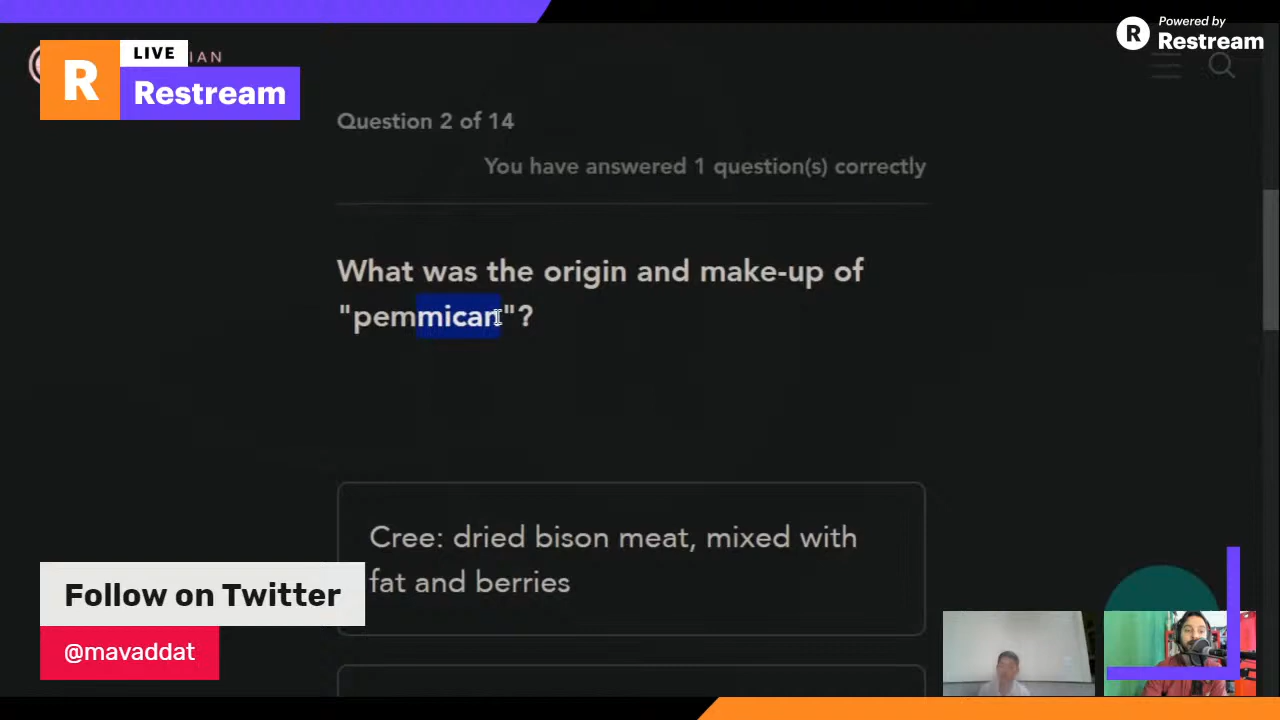 Powered by
R Restream
R
LIVE
IAN
Restream
Question 2 of 14
You have answered 1 question(s) correctly
What was the origin and make-up of
"pemmican"?
Cree: dried bison meat, mixed with
fat and berries
Follow on Twitter
@mavaddat